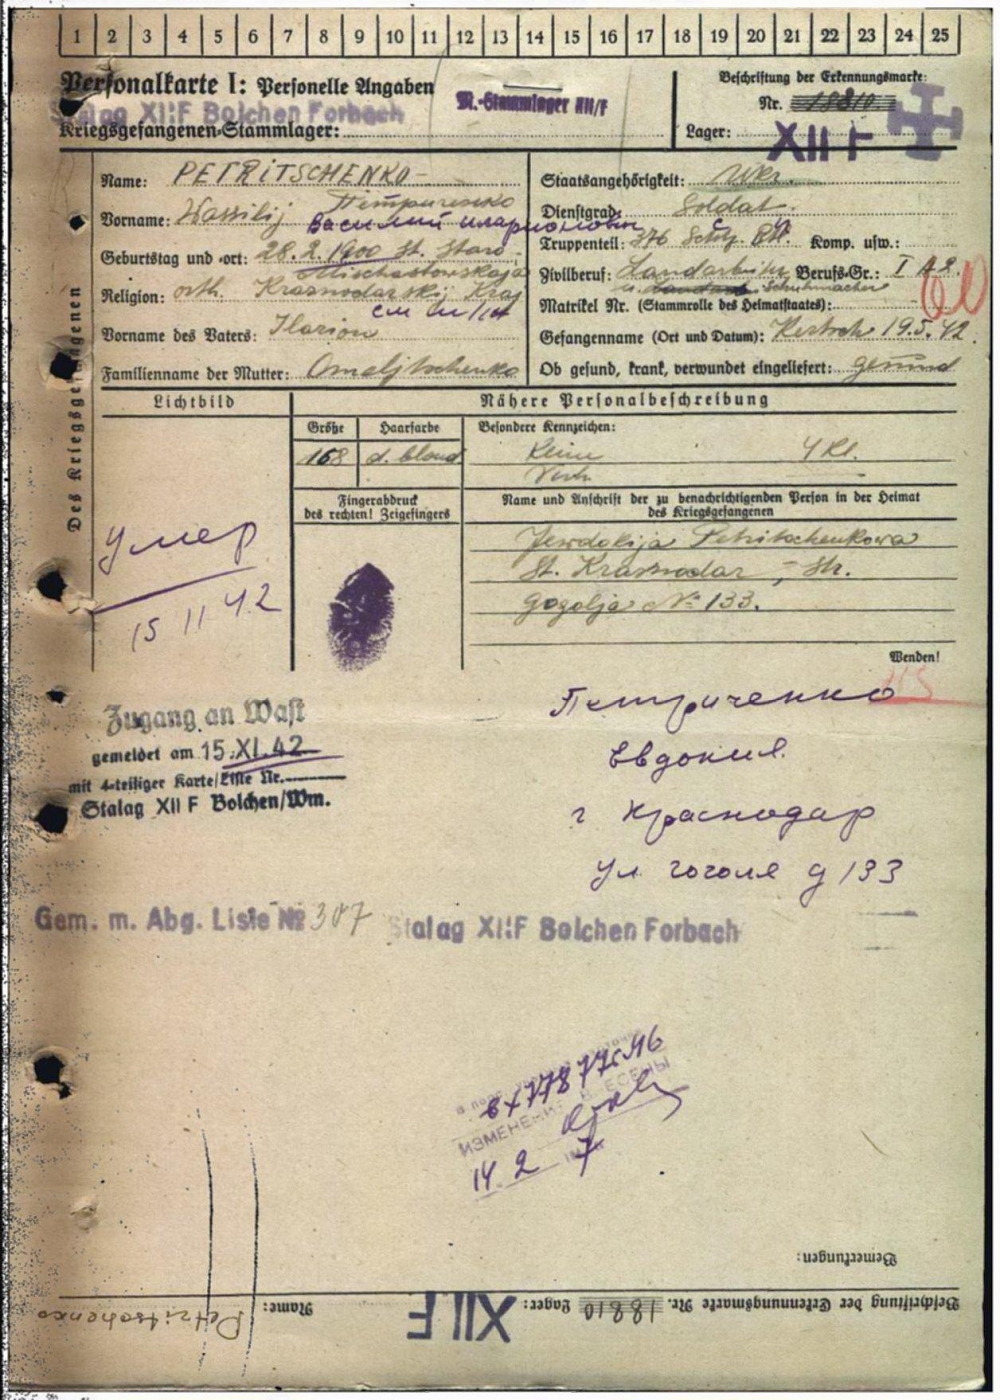 1 2 3 4 5 6 7 8 9 10 11 12 13 14 15 16 17 18 19 20 21 22 23 24 25
Personalkarte I: Personelle Angaben
Beschriftung der Erkennungsmarke:
Stalag XII F Bolchen Forbach
M.-Stammlager XII/F
Nr. 18810
Kriegsgefangenen-Stammlager:
Lager: XII F
Des Kriegsgefangenen
Name: PETRITSCHENKO
Петриченко
Vorname: Wassilij
Василий Иларионович
Geburtstag und -ort: 28.2.1900 St. Staro-
Mischastowskaja
Religion: orth. Krasnodarskij Kraj
Vorname des Vaters: Ilarion
Familienname der Mutter: Omeljtschenko
Staatsangehörigkeit: Ukr.
Dienstgrad: Soldat
Truppenteil: 376 Komp. usw.:
Zivilberuf: Landarbeiter Berufs-Gr.: I A2
u. Schuhmacher
Matrikel Nr. (Stammrolle des Heimatstaates):
Gefangenname (Ort und Datum): Kertsch 19.5.42.
Ob gesund, krank, verwundet eingeliefert: gesund
Lichtbild
Nähere Personalbeschreibung
Größe
Haarfarbe
Besondere Kennzeichen:
168
d. blond
Keine 4 Kl.
Fingerabdruck
des rechten! Zeigefingers
Name und Anschrift der zu benachrichtigenden Person in der Heimat
des Kriegsgefangenen
Jewdokija Petritschenkowa
St. Krasnodar, Str.
Gogolja № 133.
умер
15 11 42
Wenden!
Zugang an Wast
gemeldet am 15.XI.42
mit 4-teiliger Karte/Liste Nr.
Stalag XII F Bolchen/Wm.
Петриченко
Евдокия
г Краснодар
ул гоголя д 133
Gem. m. Abg. Liste № 307 Stalag XII F Bolchen Forbach
14.2
Bemerkungen:
Beschriftung der Erkennungsmarke Nr. 18810 Lager: XII F Name: Petritschenko